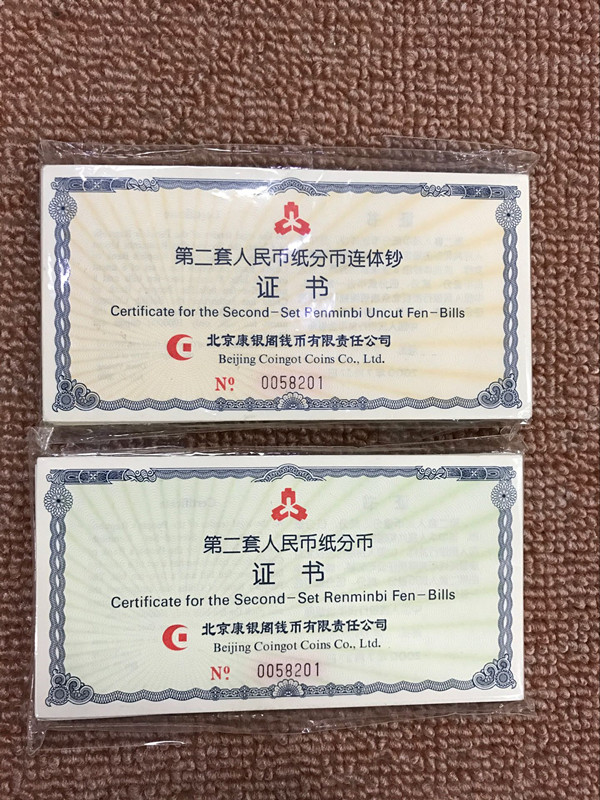 第二套人民币纸分币连体钞
证书
Certificate for the Second-Set Renminbi Uncut Fen-Bills
北京康银阁钱币有限责任公司
Beijing Coingot Coins Co., Ltd.
No. 0058201
第二套人民币纸分币
证书
Certificate for the Second-Set Renminbi Fen-Bills
北京康银阁钱币有限责任公司
Beijing Coingot Coins Co., Ltd.
No. 0058201